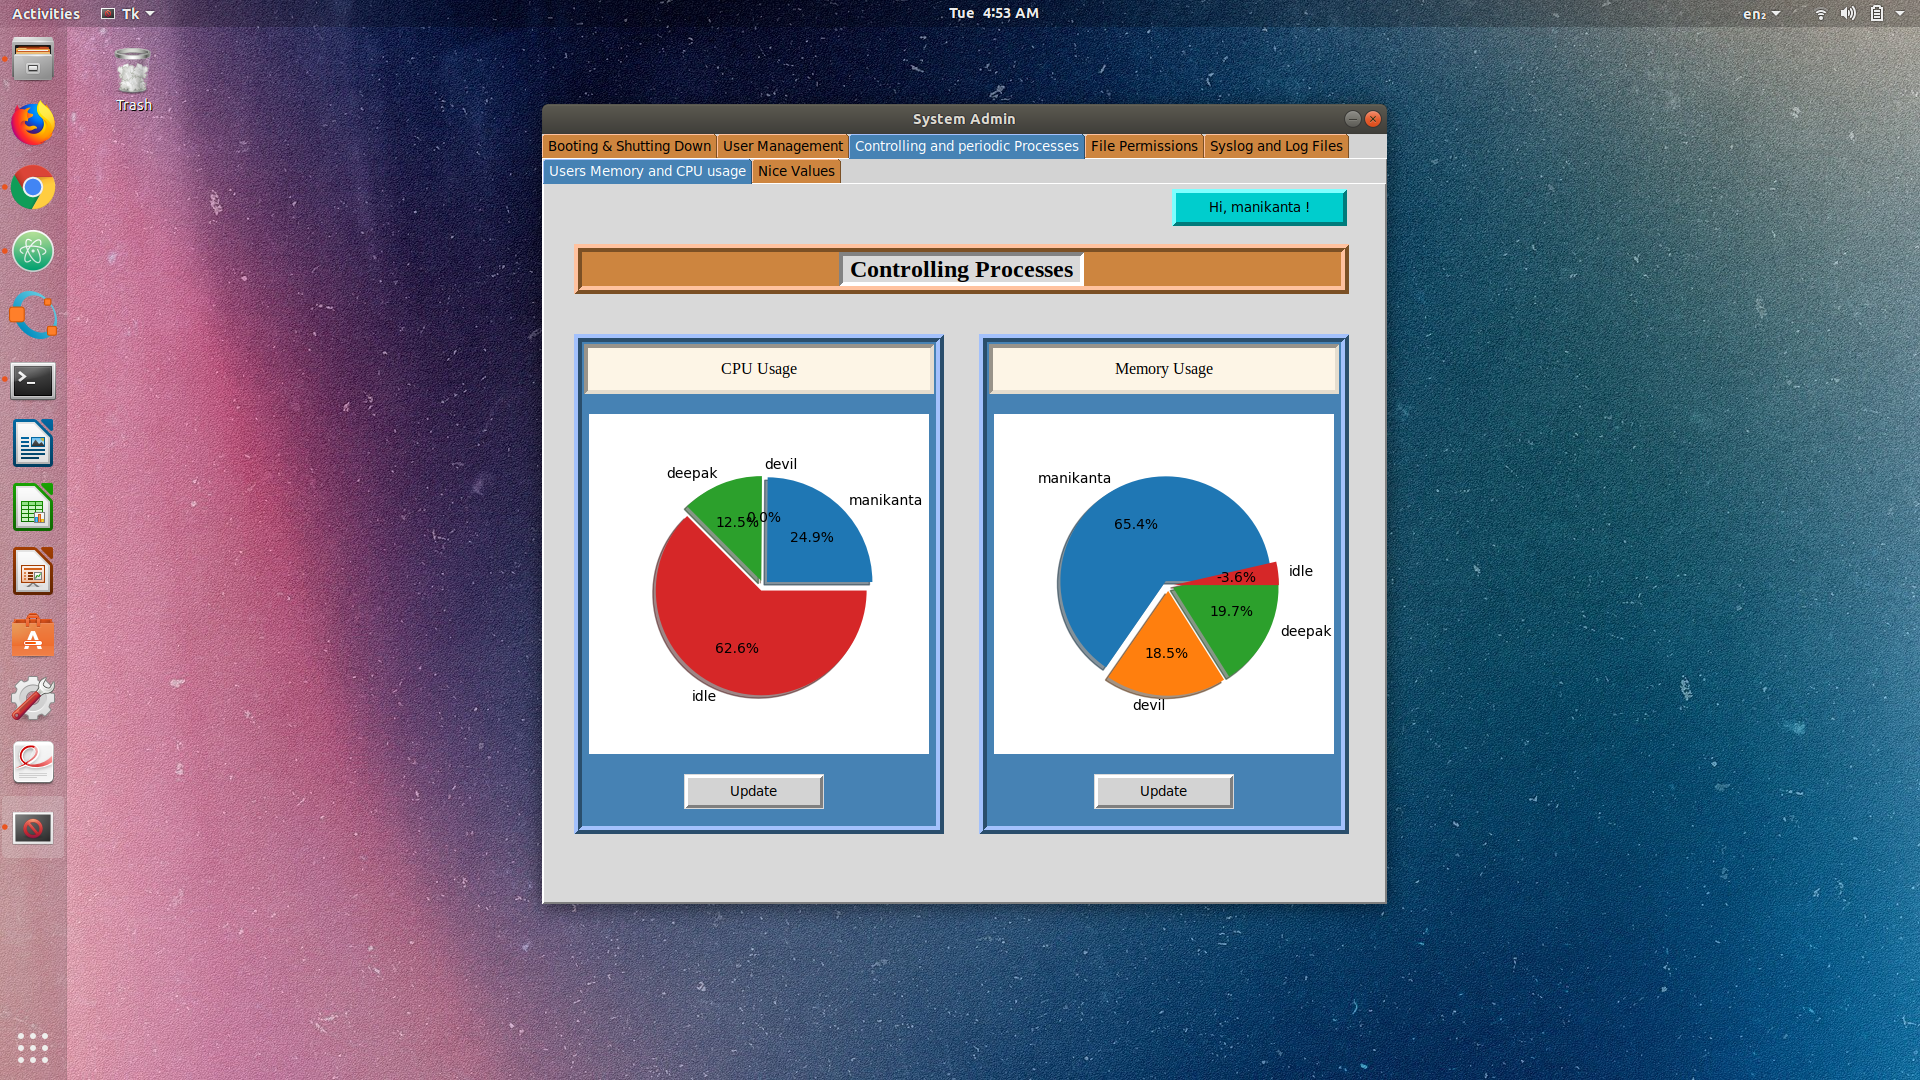 Activities Tk Tue 4:53 AM en₂
Trash
System Admin
Booting & Shutting Down User Management Controlling and periodic Processes File Permissions Syslog and Log Files
Users Memory and CPU usage Nice Values
Hi, manikanta !
Controlling Processes
CPU Usage
devil
deepak
manikanta
0.0%
12.5%
24.9%
62.6%
idle
Update
Memory Usage
manikanta
65.4%
idle
-3.6%
19.7%
deepak
18.5%
devil
Update